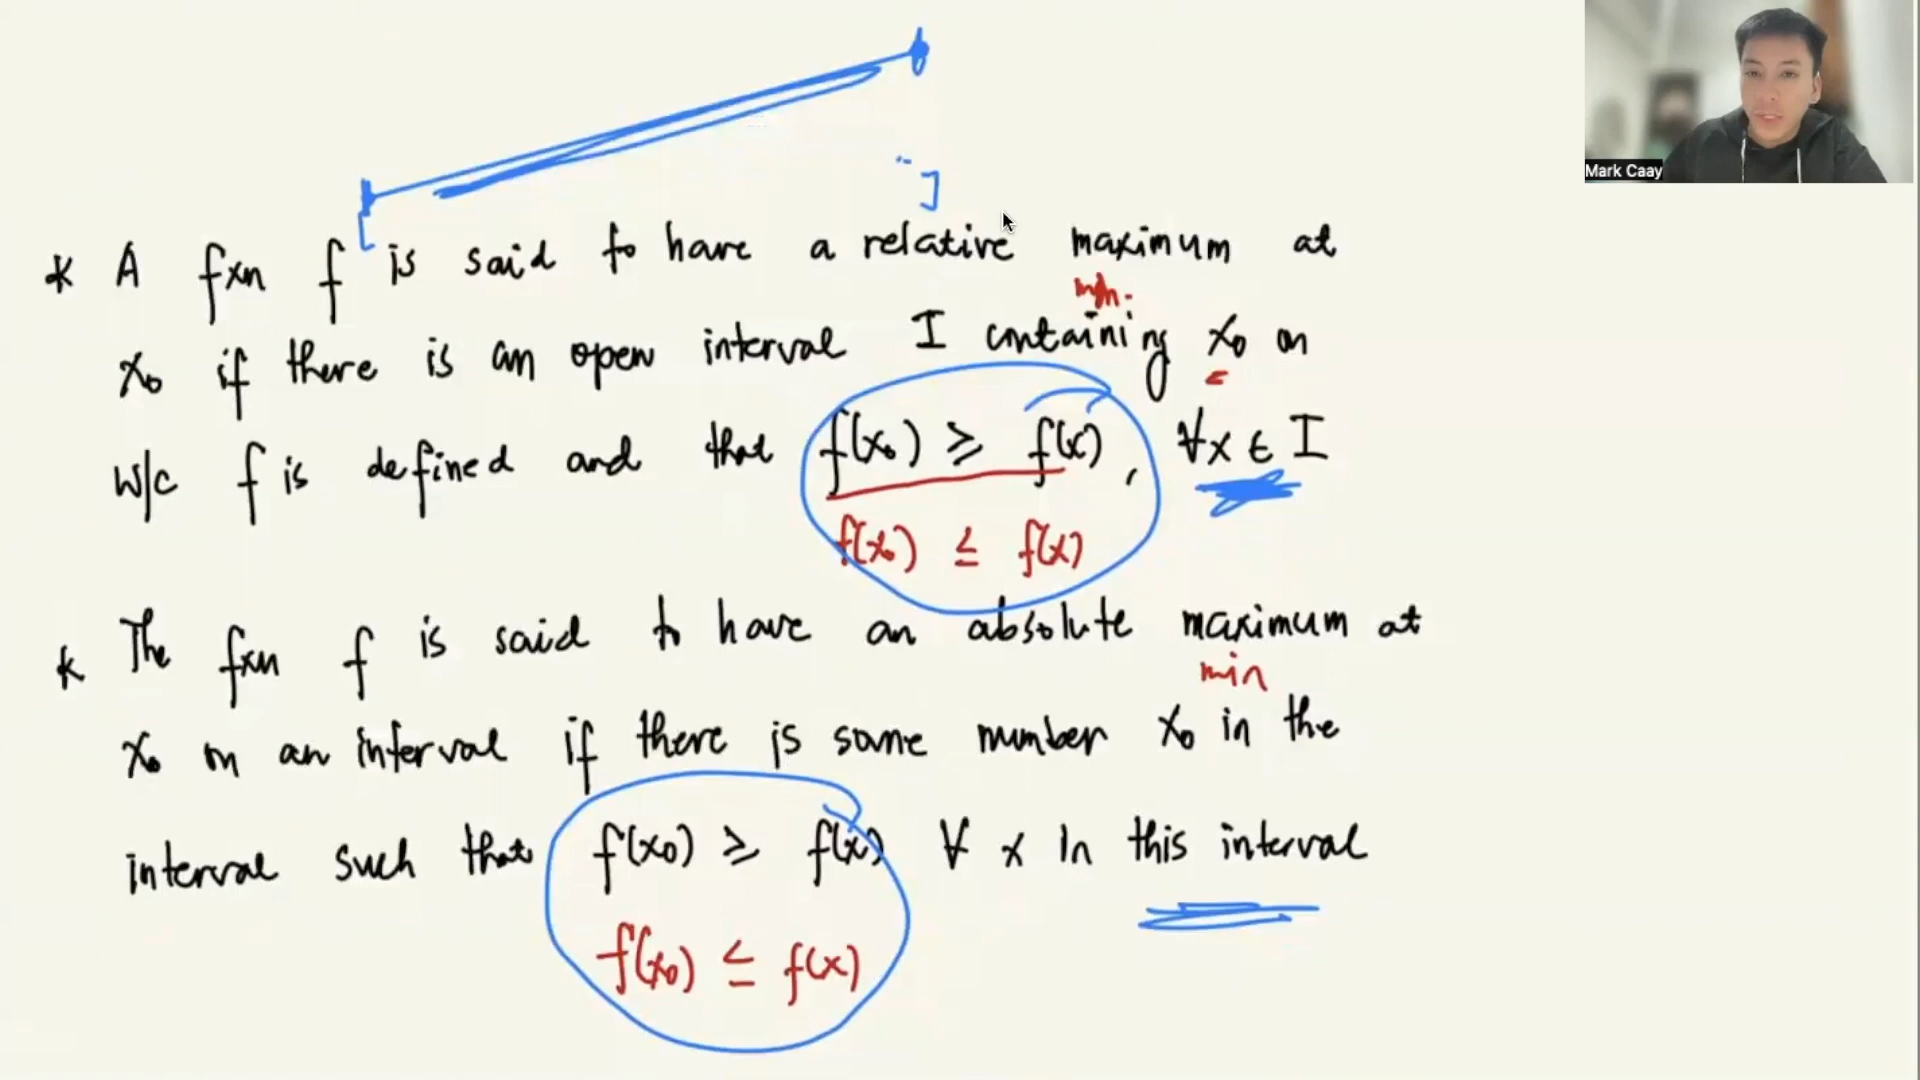 Mark Caay
[ ]
* A fxn f is said to have a relative maximum at
min.
x₀ if there is an open interval I containing x₀ on
w/c f is defined and that f(x₀) ≥ f(x), ∀x ∈ I
f(x₀) ≤ f(x)
* The fxn f is said to have an absolute maximum at
min
x₀ on an interval if there is some number x₀ in the
interval such that f(x₀) ≥ f(x) ∀ x in this interval
f(x₀) ≤ f(x)